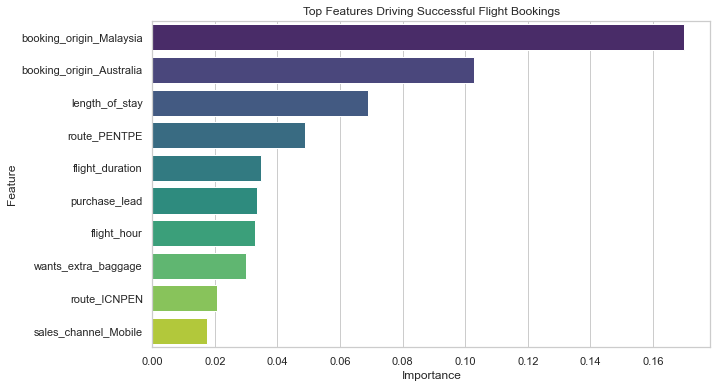 Top Features Driving Successful Flight Bookings
Feature
booking_origin_Malaysia
booking_origin_Australia
length_of_stay
route_PENTPE
flight_duration
purchase_lead
flight_hour
wants_extra_baggage
route_ICNPEN
sales_channel_Mobile
0.00 0.02 0.04 0.06 0.08 0.10 0.12 0.14 0.16
Importance